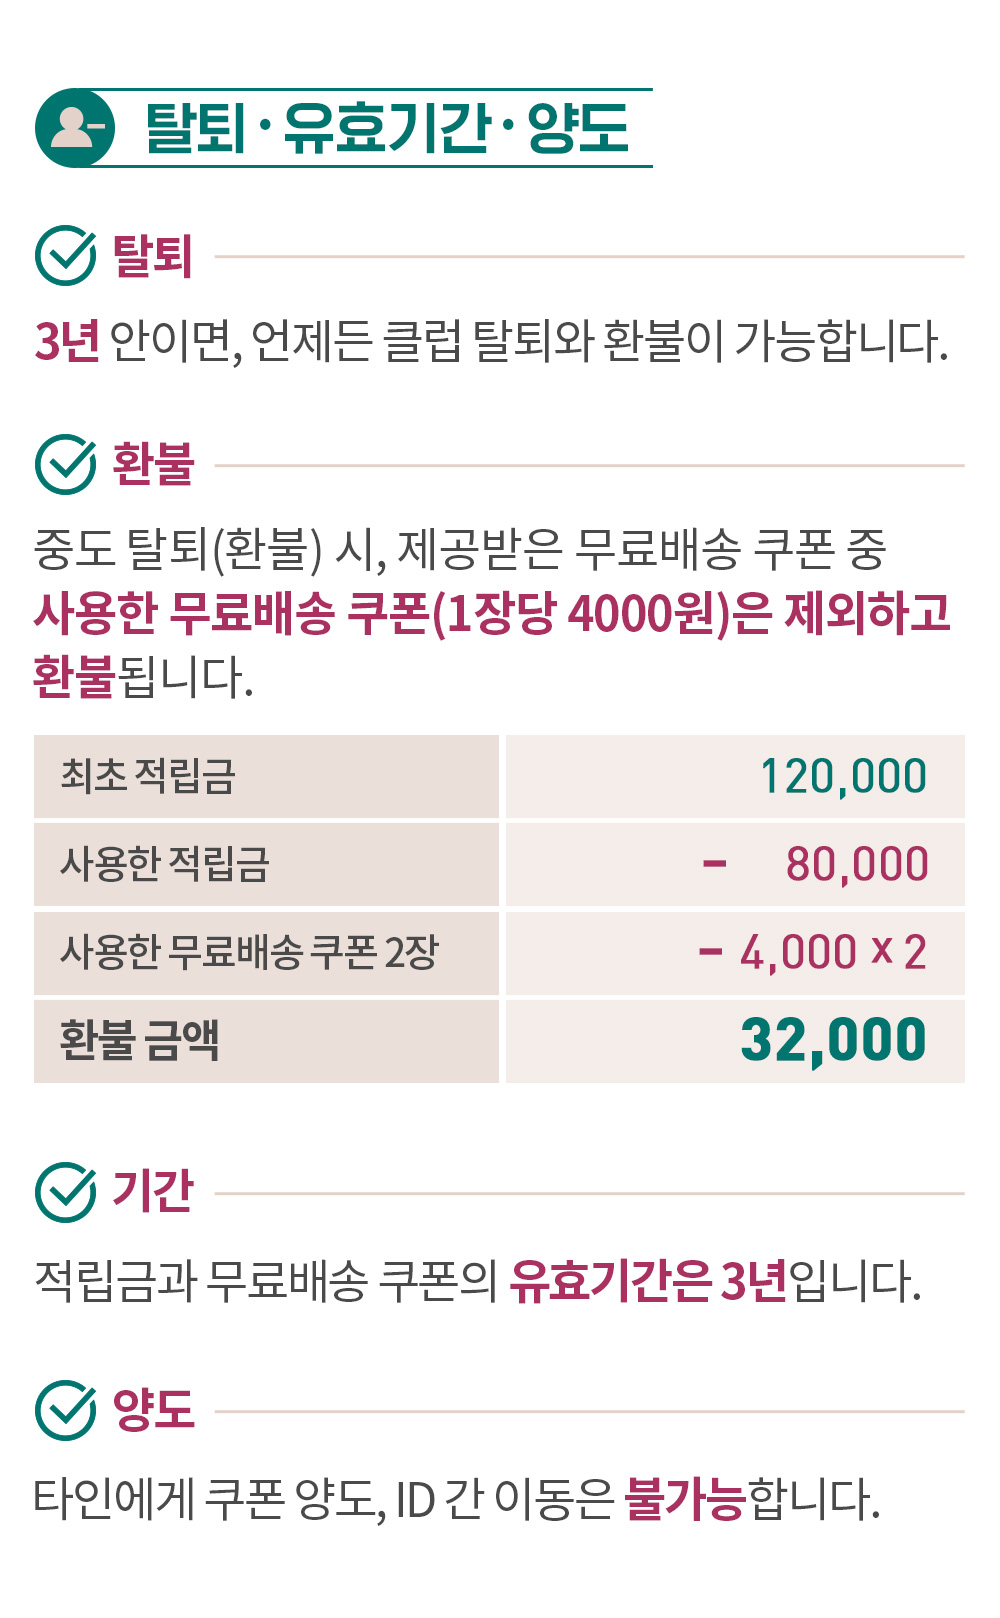 탈퇴 · 유효기간 · 양도
탈퇴
3년 안이면, 언제든 클럽 탈퇴와 환불이 가능합니다.
환불
중도 탈퇴(환불) 시, 제공받은 무료배송 쿠폰 중
사용한 무료배송 쿠폰(1장당 4000원)은 제외하고
환불됩니다.
최초 적립금 120,000
사용한 적립금 - 80,000
사용한 무료배송 쿠폰 2장 - 4,000 x 2
환불 금액 32,000
기간
적립금과 무료배송 쿠폰의 유효기간은 3년입니다.
양도
타인에게 쿠폰 양도, ID 간 이동은 불가능합니다.